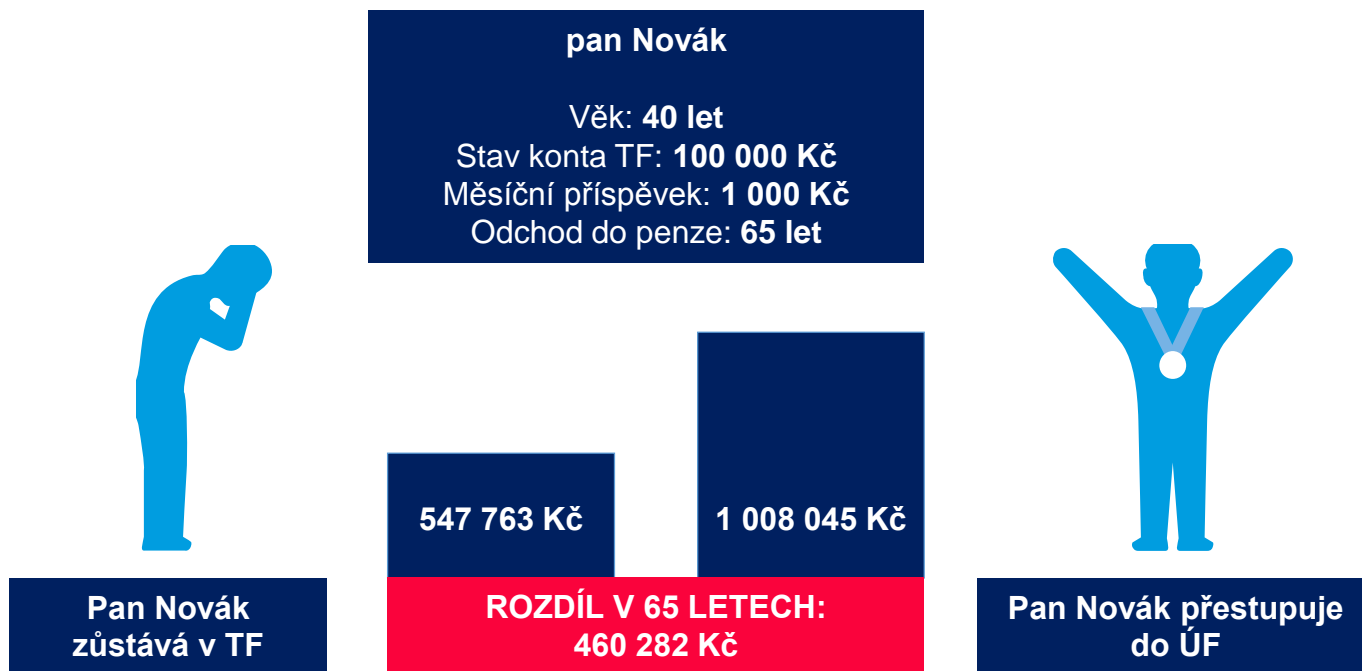 pan Novák
Věk: 40 let
Stav konta TF: 100 000 Kč
Měsíční příspěvek: 1 000 Kč
Odchod do penze: 65 let
547 763 Kč
1 008 045 Kč
Pan Novák
zůstává v TF
ROZDÍL V 65 LETECH:
460 282 Kč
Pan Novák přestupuje
do ÚF